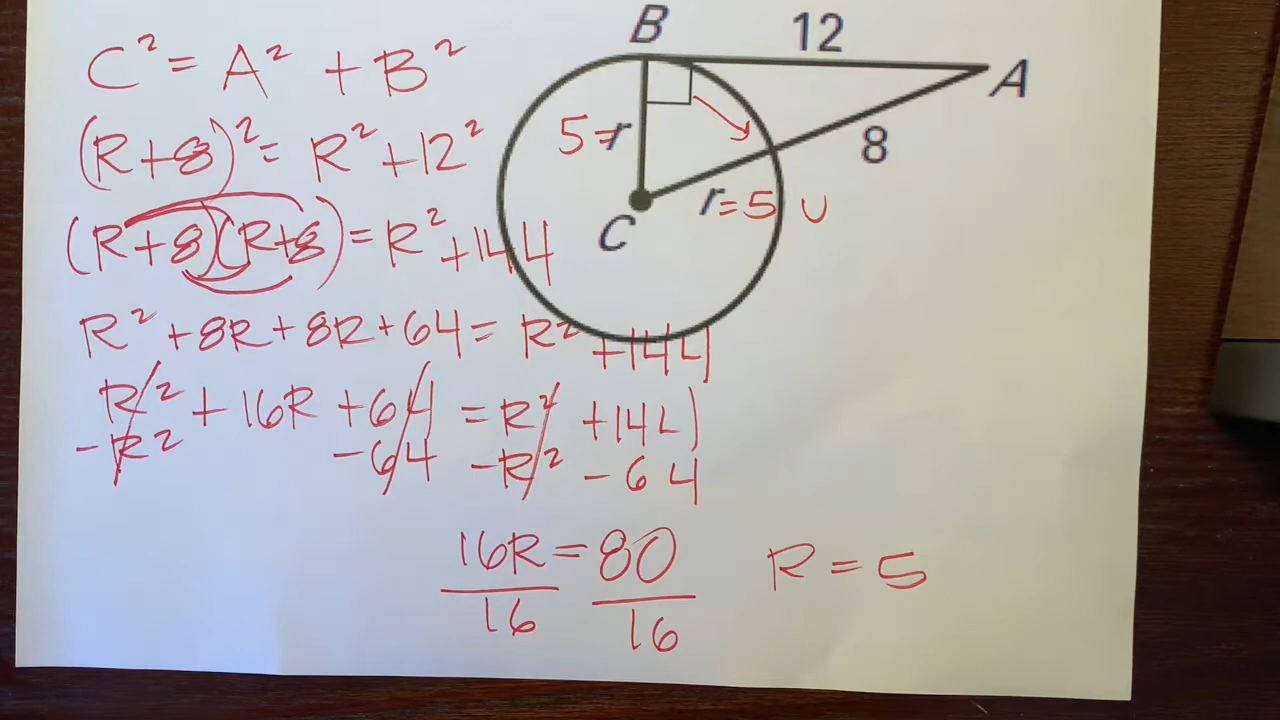 C² = A² + B²
(R+8)² = R² + 12²
(R+8)(R+8) = R² + 144
R² + 8R + 8R + 64 = R² + 144
R² + 16R + 64 = R² + 144
-R² - 64 - R² - 64
16R = 80
16 16
R = 5
B
12
A
5 = r
8
r = 5 U
C